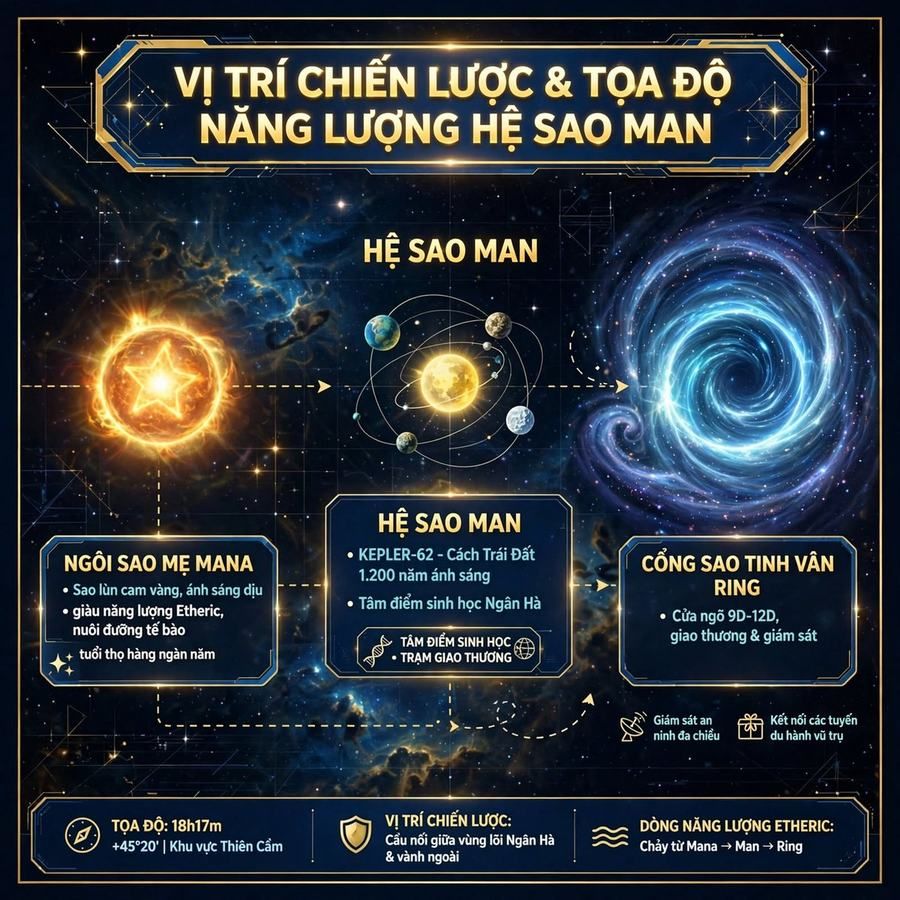 VỊ TRÍ CHIẾN LƯỢC & TỌA ĐỘ
NĂNG LƯỢNG HỆ SAO MAN
HỆ SAO MAN
NGÔI SAO MẸ MANA
• Sao lùn cam vàng, ánh sáng dịu
• giàu năng lượng Etheric,
nuôi đưỡng tế bào
tuổi thọ hàng ngàn năm
HỆ SAO MAN
• KEPLER-62 - Cách Trái Đất
1.200 năm ánh sáng
• Tâm điểm sinh học Ngân Hà
TÂM ĐIỂM SINH HỌC
• TRẠM GIAO THƯƠNG
CỔNG SAO TINH VÂN
RING
• Cửa ngõ 9D-12D,
giao thương & giám sát
Giám sát an
ninh đa chiều
Kết nối các tuyến
du hành vũ trụ
TỌA ĐỘ: 18h17m
+45°20' | Khu vực Thiên Cầm
VỊ TRÍ CHIẾN LƯỢC:
Cầu nối giữa vùng lõi Ngân Hà
& vành ngoài
DÒNG NĂNG LƯỢNG ETHERIC:
Chảy từ Mana → Man → Ring